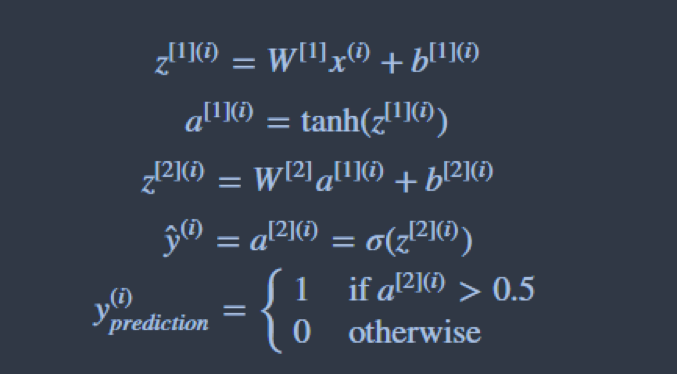 z^{[1](i)} = W^{[1]}x^{(i)} + b^{[1](i)}
a^{[1](i)} = tanh(z^{[1](i)})
z^{[2](i)} = W^{[2]}a^{[1](i)} + b^{[2](i)}
ŷ^{(i)} = a^{[2](i)} = σ(z^{[2](i)})
y^{(i)}_{prediction} = { 1 if a^{[2](i)} > 0.5
0 otherwise